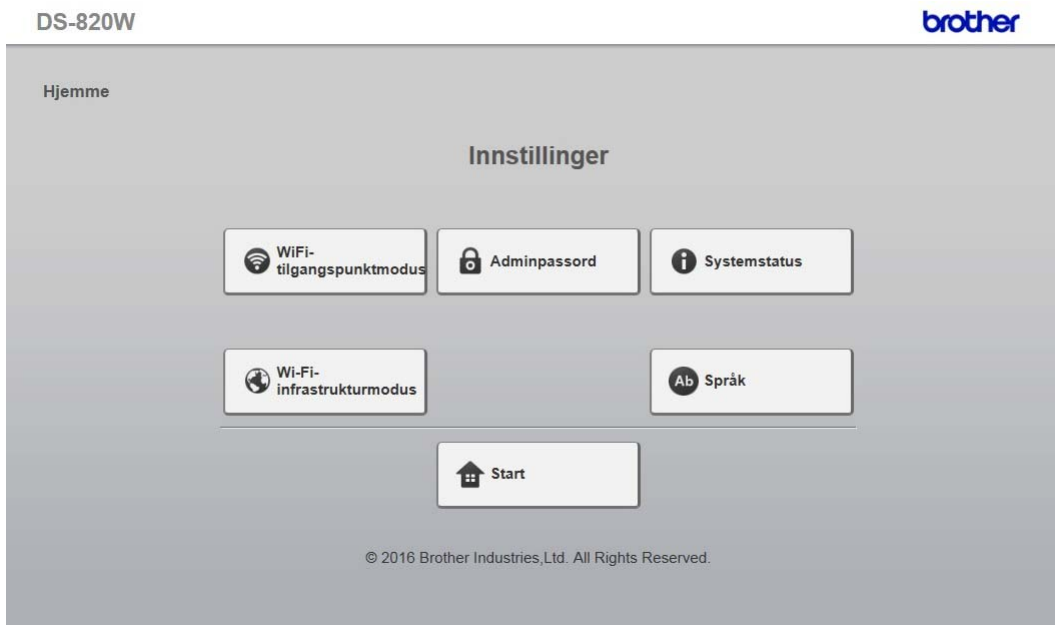 DS-820W
brother
Hjemme
Innstillinger
WiFi-
tilgangspunktmodus
Adminpassord
Systemstatus
Wi-Fi-
infrastrukturmodus
Ab
Språk
Start
© 2016 Brother Industries,Ltd. All Rights Reserved.